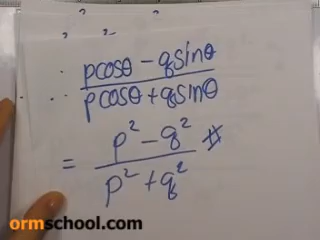 ∴ pcosθ - qsinθ
pcosθ + qsinθ
= p² - q² #
p² + q²
ormschool.com